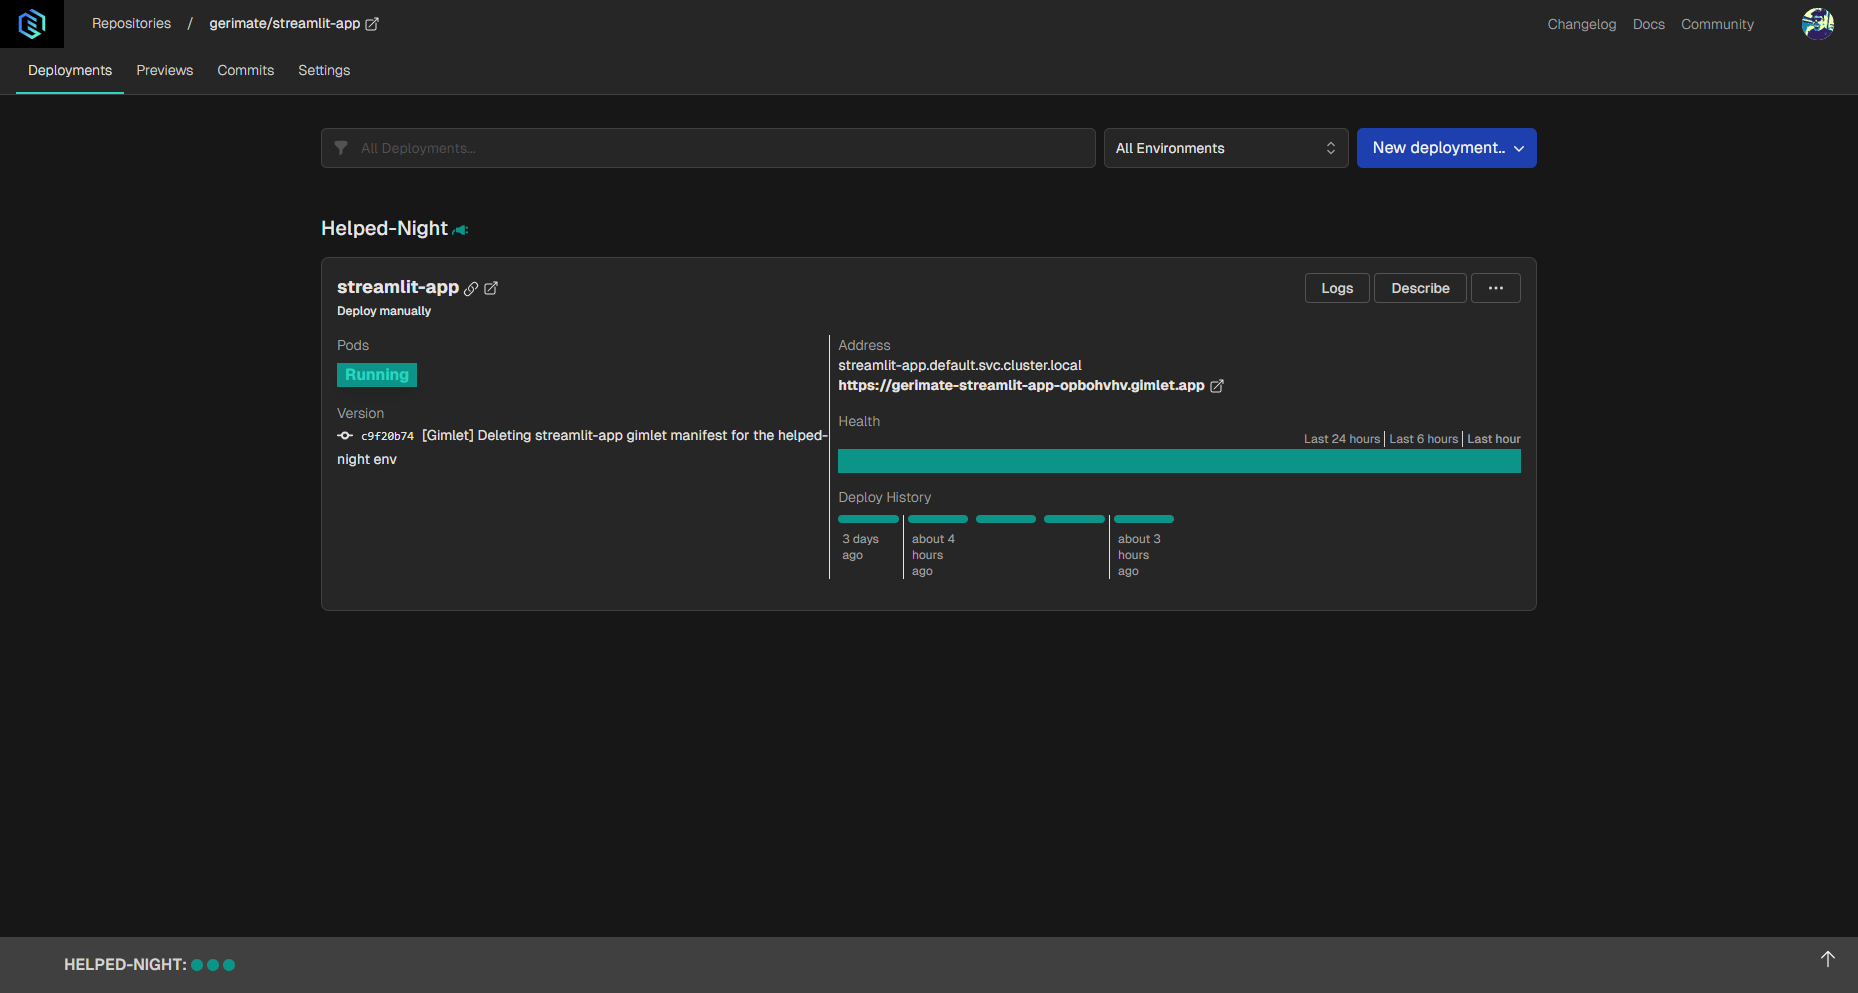 Repositories / gerimate/streamlit-app
Changelog Docs Community
Deployments Previews Commits Settings
All Deployments...
All Environments
New deployment..
Helped-Night
streamlit-app
Logs Describe ...
Deploy manually
Pods
Running
Version
c9f20b74 [Gimlet] Deleting streamlit-app gimlet manifest for the helped-
night env
Address
streamlit-app.default.svc.cluster.local
https://gerimate-streamlit-app-opbohvhv.gimlet.app
Health
Last 24 hours Last 6 hours Last hour
Deploy History
3 days
ago
about 4
hours
ago
about 3
hours
ago
HELPED-NIGHT: